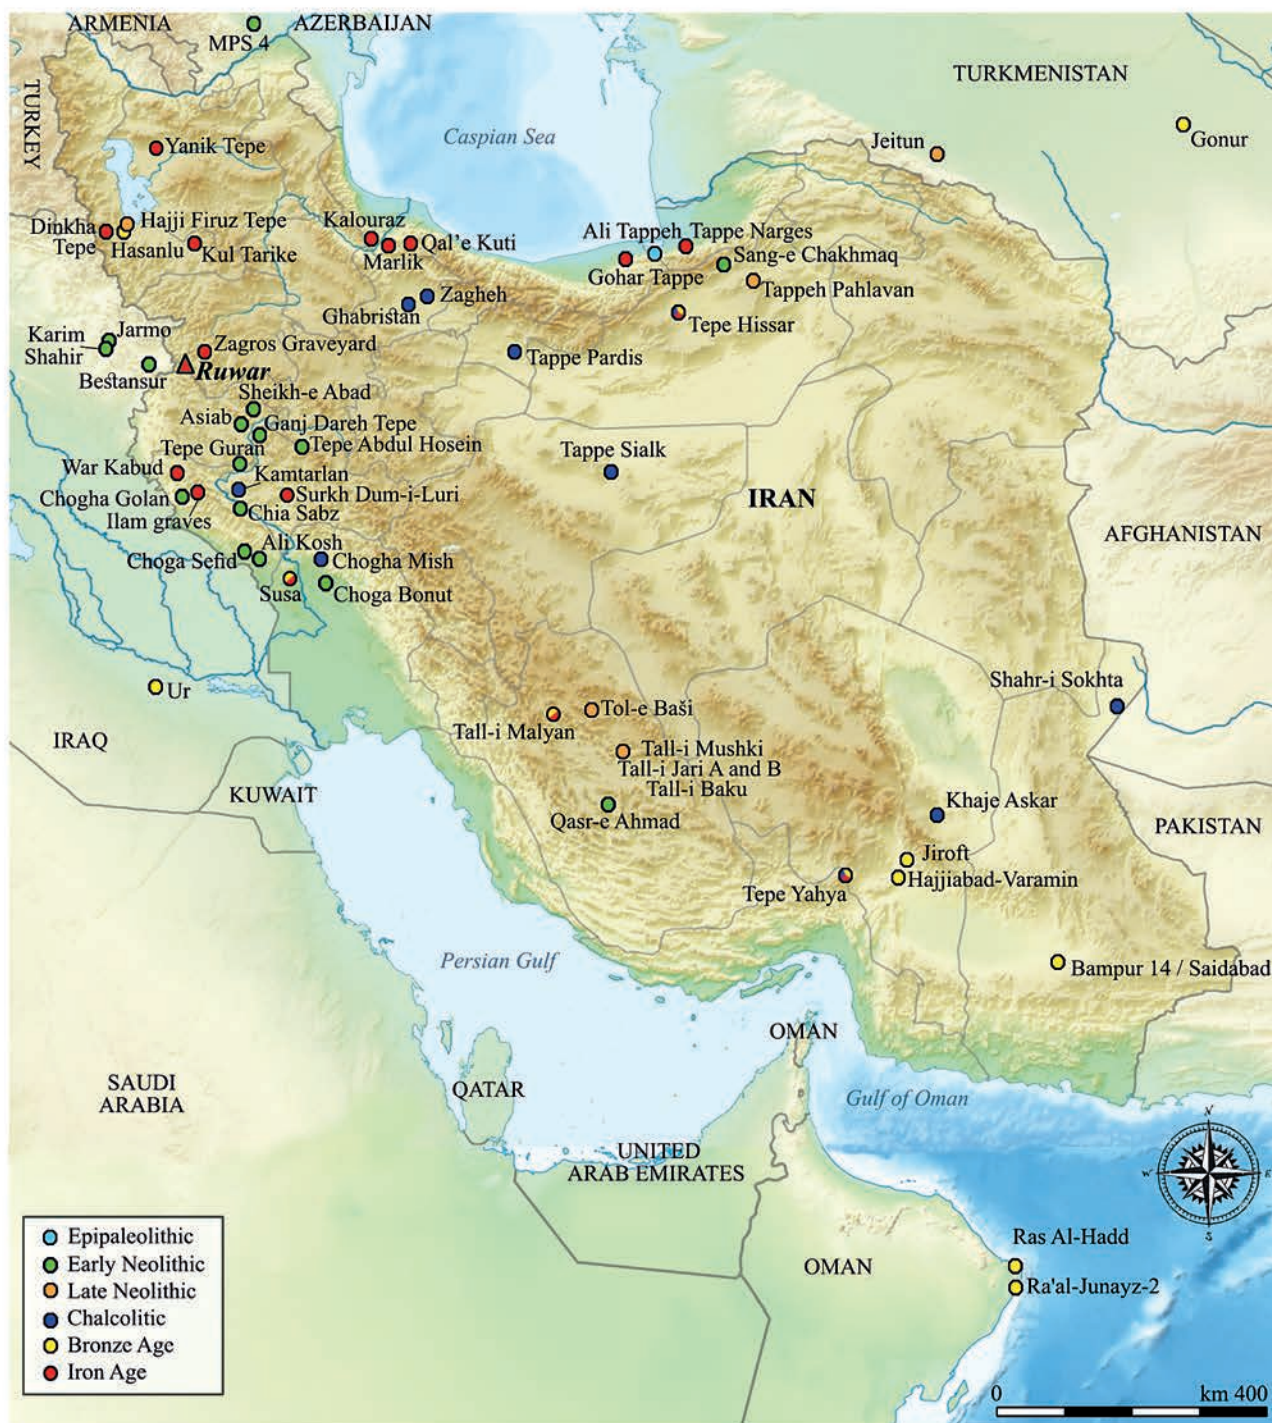 ARMENIA
AZERBAIJAN
MPS 4
TURKEY
TURKMENISTAN
Caspian Sea
Jeitun
Gonur
Yanik Tepe
Dinkha
Tepe
Hajji Firuz Tepe
Hasanlu
Kul Tarike
Kalouraz
Marlik
Qal'e Kuti
Ali Tappeh
Tappe Narges
Gohar Tappe
Sang-e Chakhmaq
Tappeh Pahlavan
Zagheh
Ghabristan
Tepe Hissar
Karim
Shahir
Jarmo
Zagros Graveyard
Tappe Pardis
Bestansur
Ruwar
Sheikh-e Abad
Asiab
Ganj Dareh Tepe
Tepe Guran
Tepe Abdul Hosein
Tappe Sialk
War Kabud
Kamtarlan
Chogha Golan
Surkh Dum-i-Luri
IRAN
Ilam graves
Chia Sabz
AFGHANISTAN
Ali Kosh
Choga Sefid
Chogha Mish
Susa
Choga Bonut
Shahr-i Sokhta
Ur
Tol-e Baši
Tall-i Malyan
IRAQ
Tall-i Mushki
Tall-i Jari A and B
Tall-i Baku
KUWAIT
Khaje Askar
Qasr-e Ahmad
PAKISTAN
Jiroft
Tepe Yahya
Hajjiabad-Varamin
Persian Gulf
Bampur 14 / Saidabad
OMAN
SAUDI
ARABIA
QATAR
Gulf of Oman
N
W
E
S
UNITED
ARAB EMIRATES
Ras Al-Hadd
OMAN
Ra'al-Junayz-2
Epipaleolithic
Early Neolithic
Late Neolithic
Chalcolitic
Bronze Age
Iron Age
0
km 400